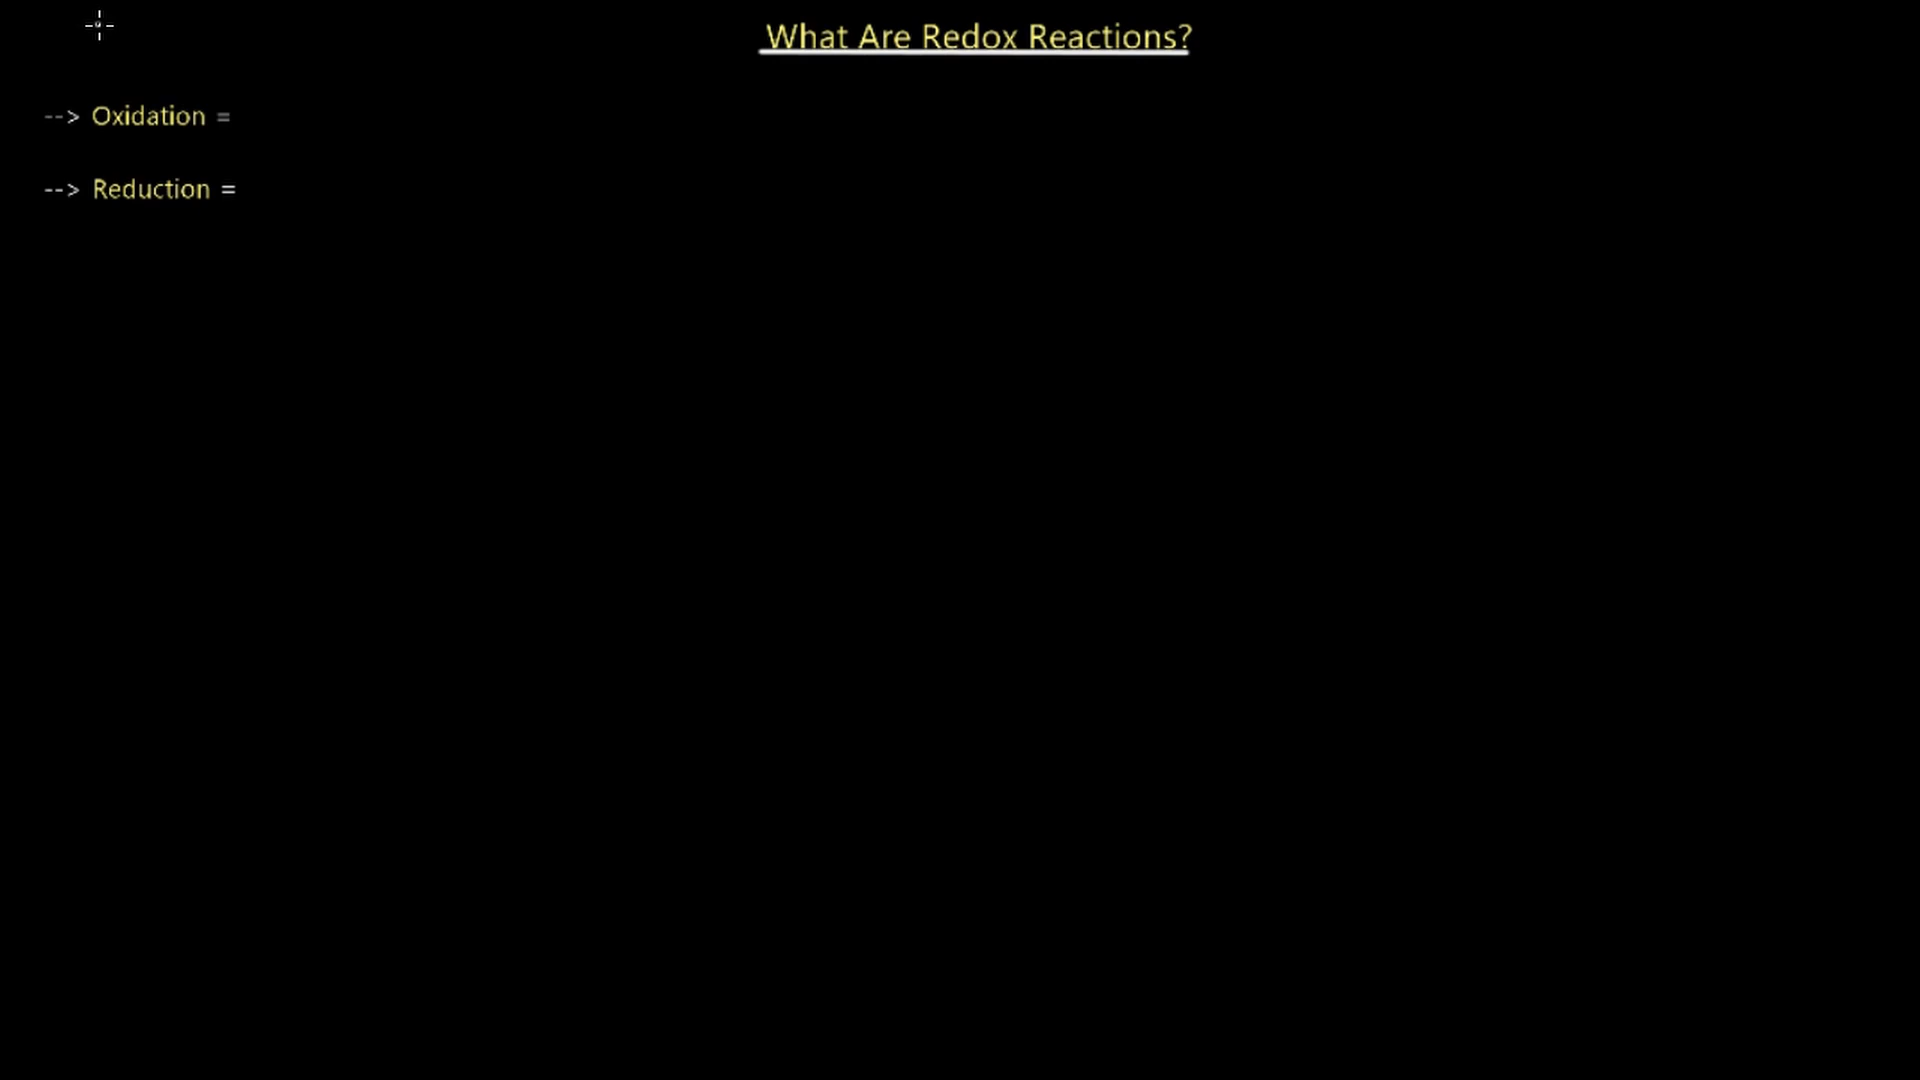 What Are Redox Reactions?
--> Oxidation =
--> Reduction =